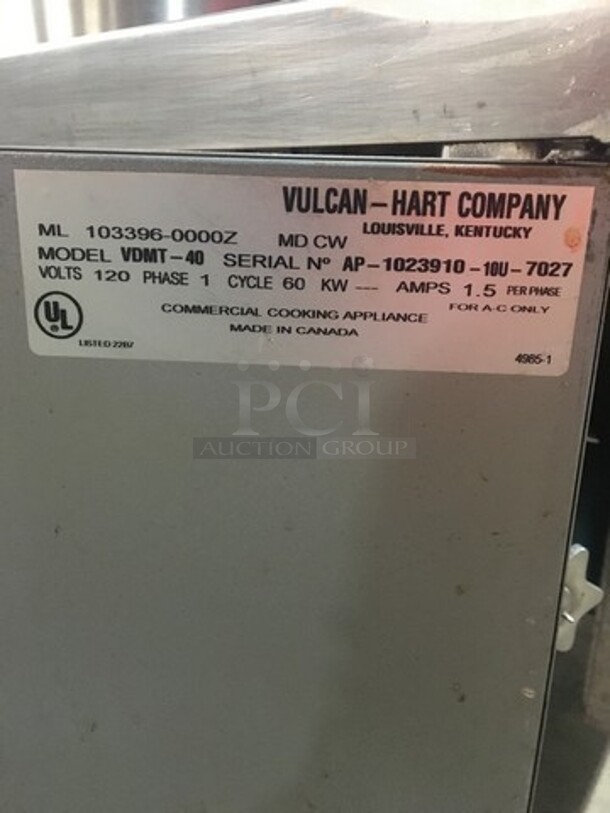 VULCAN-HART COMPANY
LOUISVILLE, KENTUCKY
ML 103396-0000Z MD CW
MODEL VDMT-40 SERIAL Nº AP-1023910-10U-7027
VOLTS 120 PHASE 1 CYCLE 60 KW --- AMPS 1.5 PER PHASE
FOR A-C ONLY
COMMERCIAL COOKING APPLIANCE
MADE IN CANADA
UL
LISTED 22B7
4965-1
PCI
AUCTION GROUP